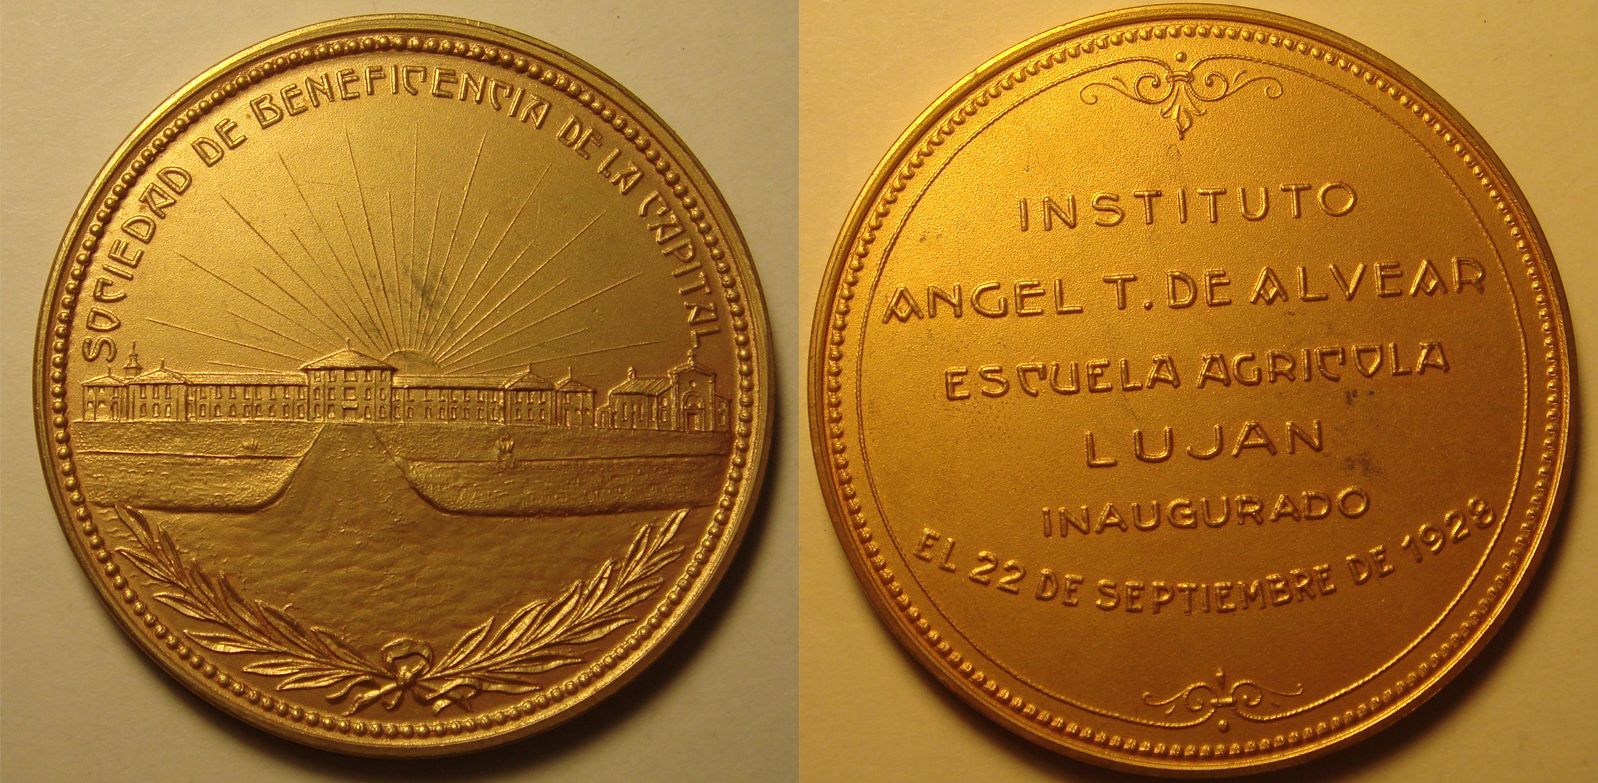 SOCIEDAD DE BENEFICENCIA DE LA CAPITAL
INSTITUTO
ANGEL T. DE ALVEAR
ESCUELA AGRICOLA
LUJAN
INAUGURADO
EL 22 DE SEPTIEMBRE DE 1928